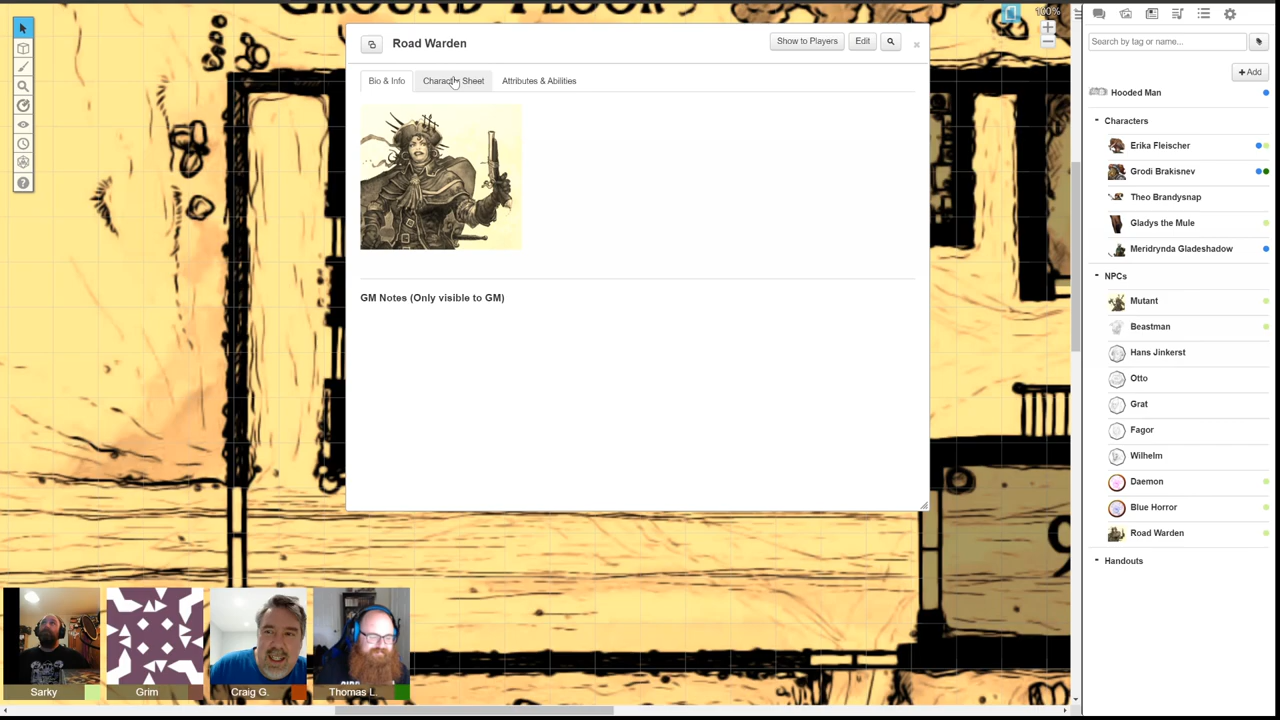 GROUND FLOOR
100%
Road Warden
Show to Players
Edit
Bio & Info
Character Sheet
Attributes & Abilities
GM Notes (Only visible to GM)
Search by tag or name...
+ Add
Hooded Man
Characters
Erika Fleischer
Grodi Brakisnev
Theo Brandysnap
Gladys the Mule
Meridrynda Gladeshadow
NPCs
Mutant
Beastman
Hans Jinkerst
Otto
Grat
Fagor
Wilhelm
Daemon
Blue Horror
Road Warden
Handouts
9
Sarky
Grim
Craig G.
Thomas L.